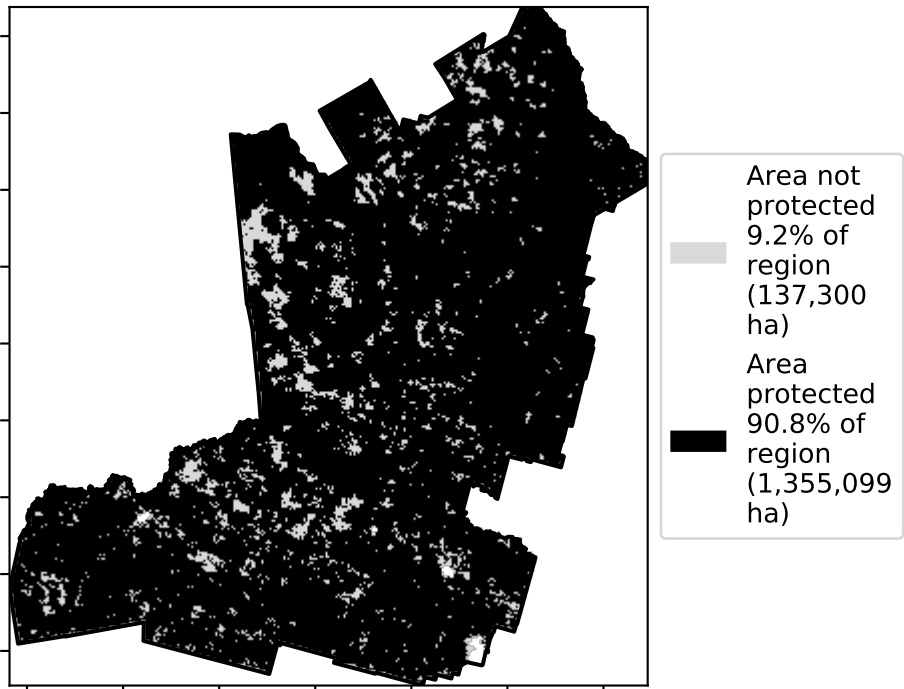 Area not
protected
9.2% of
region
(137,300
ha)
Area
protected
90.8% of
region
(1,355,099
ha)